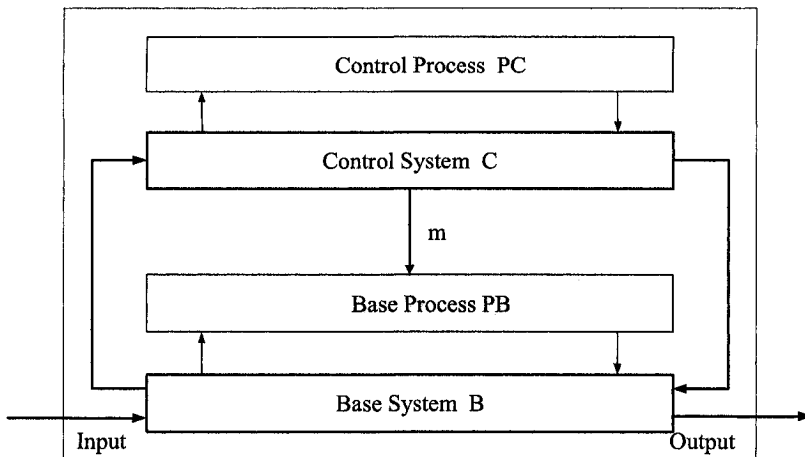 Control Process PC
Control System C
m
Base Process PB
Base System B
Input
Output